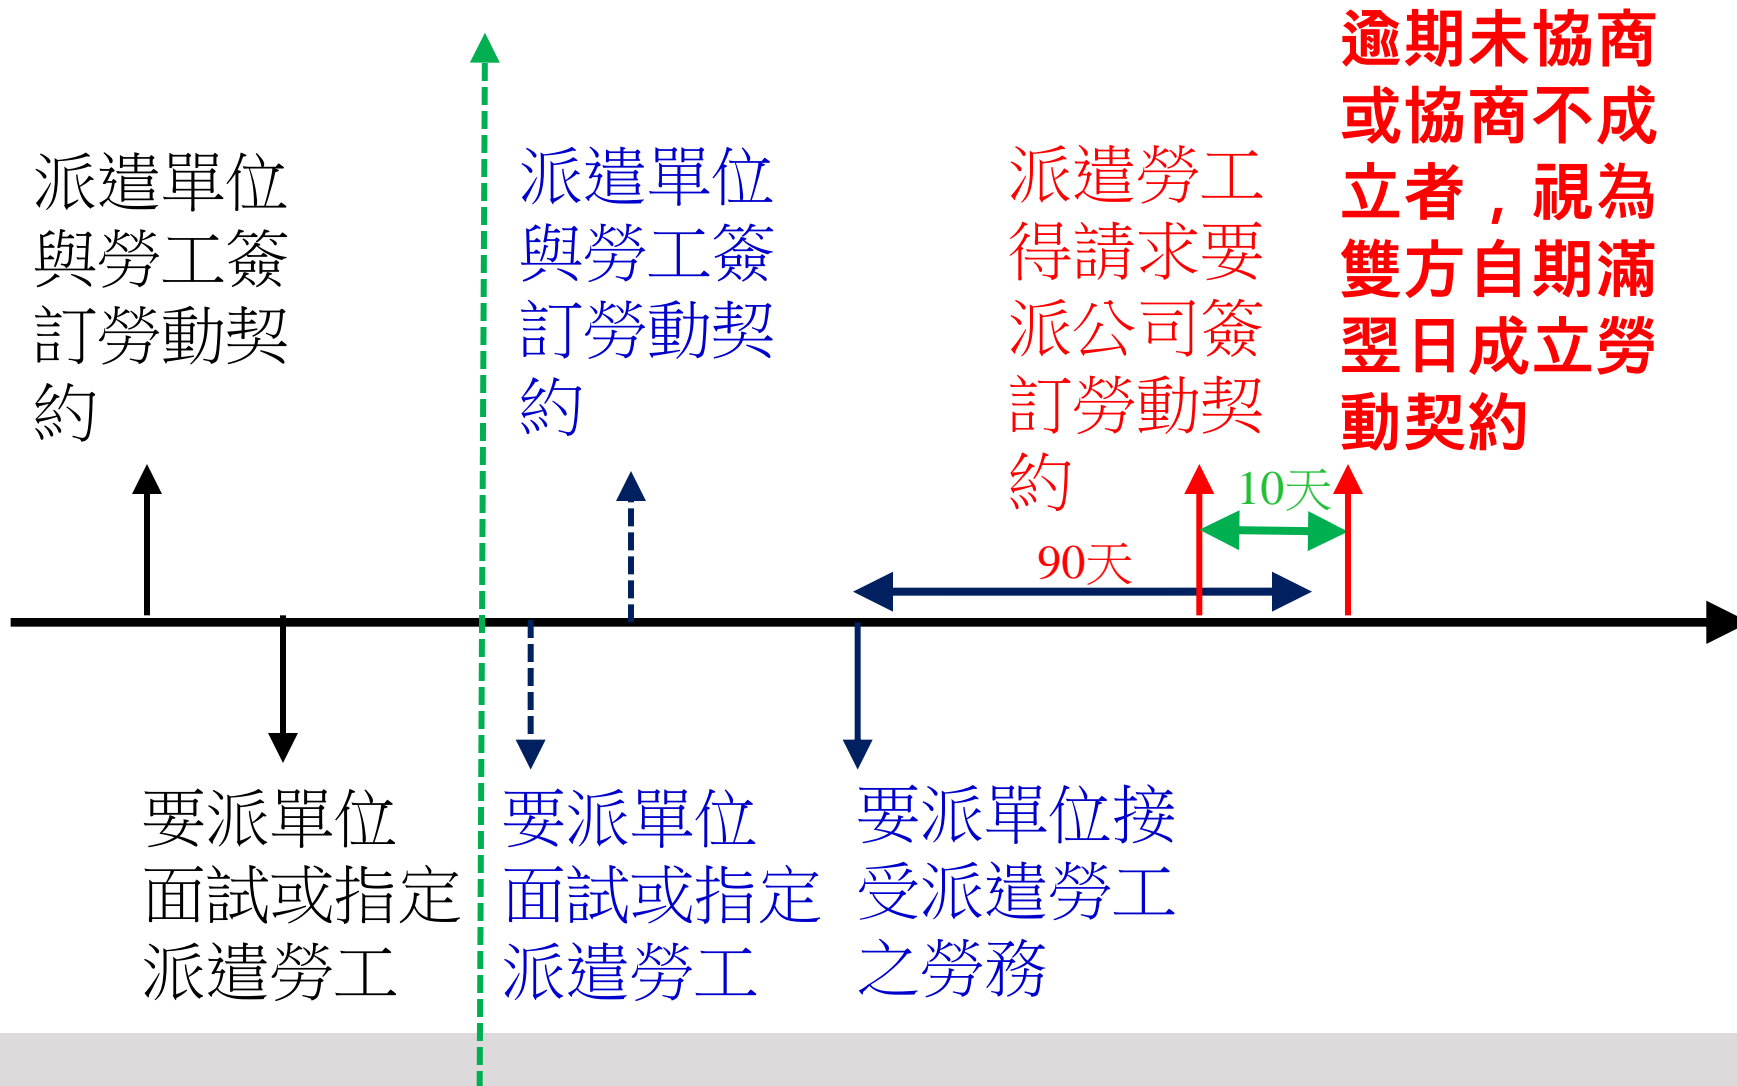 派遣單位
與勞工簽
訂勞動契
約
派遣單位
與勞工簽
訂勞動契
約
派遣勞工
得請求要
派公司簽
訂勞動契
約
逾期未協商
或協商不成
立者，視為
雙方自期滿
翌日成立勞
動契約
10天
90天
要派單位
面試或指定
派遣勞工
要派單位
面試或指定
派遣勞工
要派單位接
受派遣勞工
之勞務